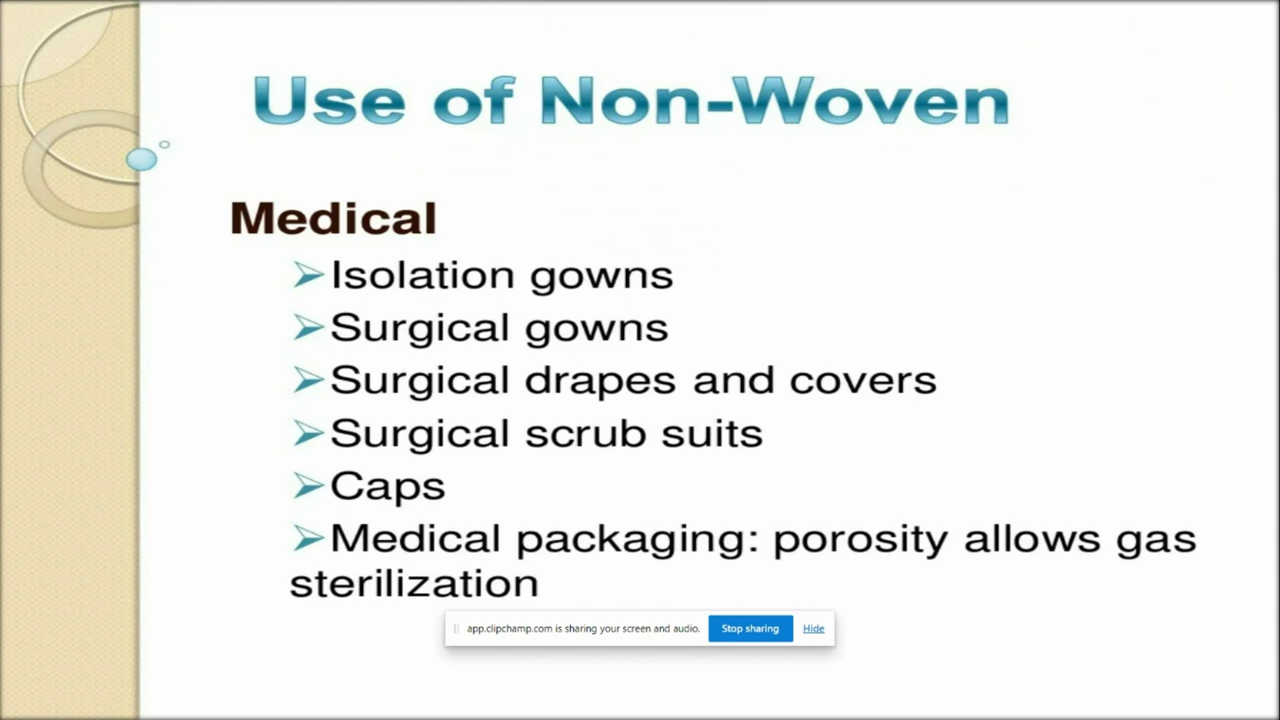 Use of Non-Woven
Medical
➢Isolation gowns
➢Surgical gowns
➢Surgical drapes and covers
➢Surgical scrub suits
➢Caps
➢Medical packaging: porosity allows gas
sterilization
app.clipchamp.com is sharing your screen and audio. Stop sharing Hide